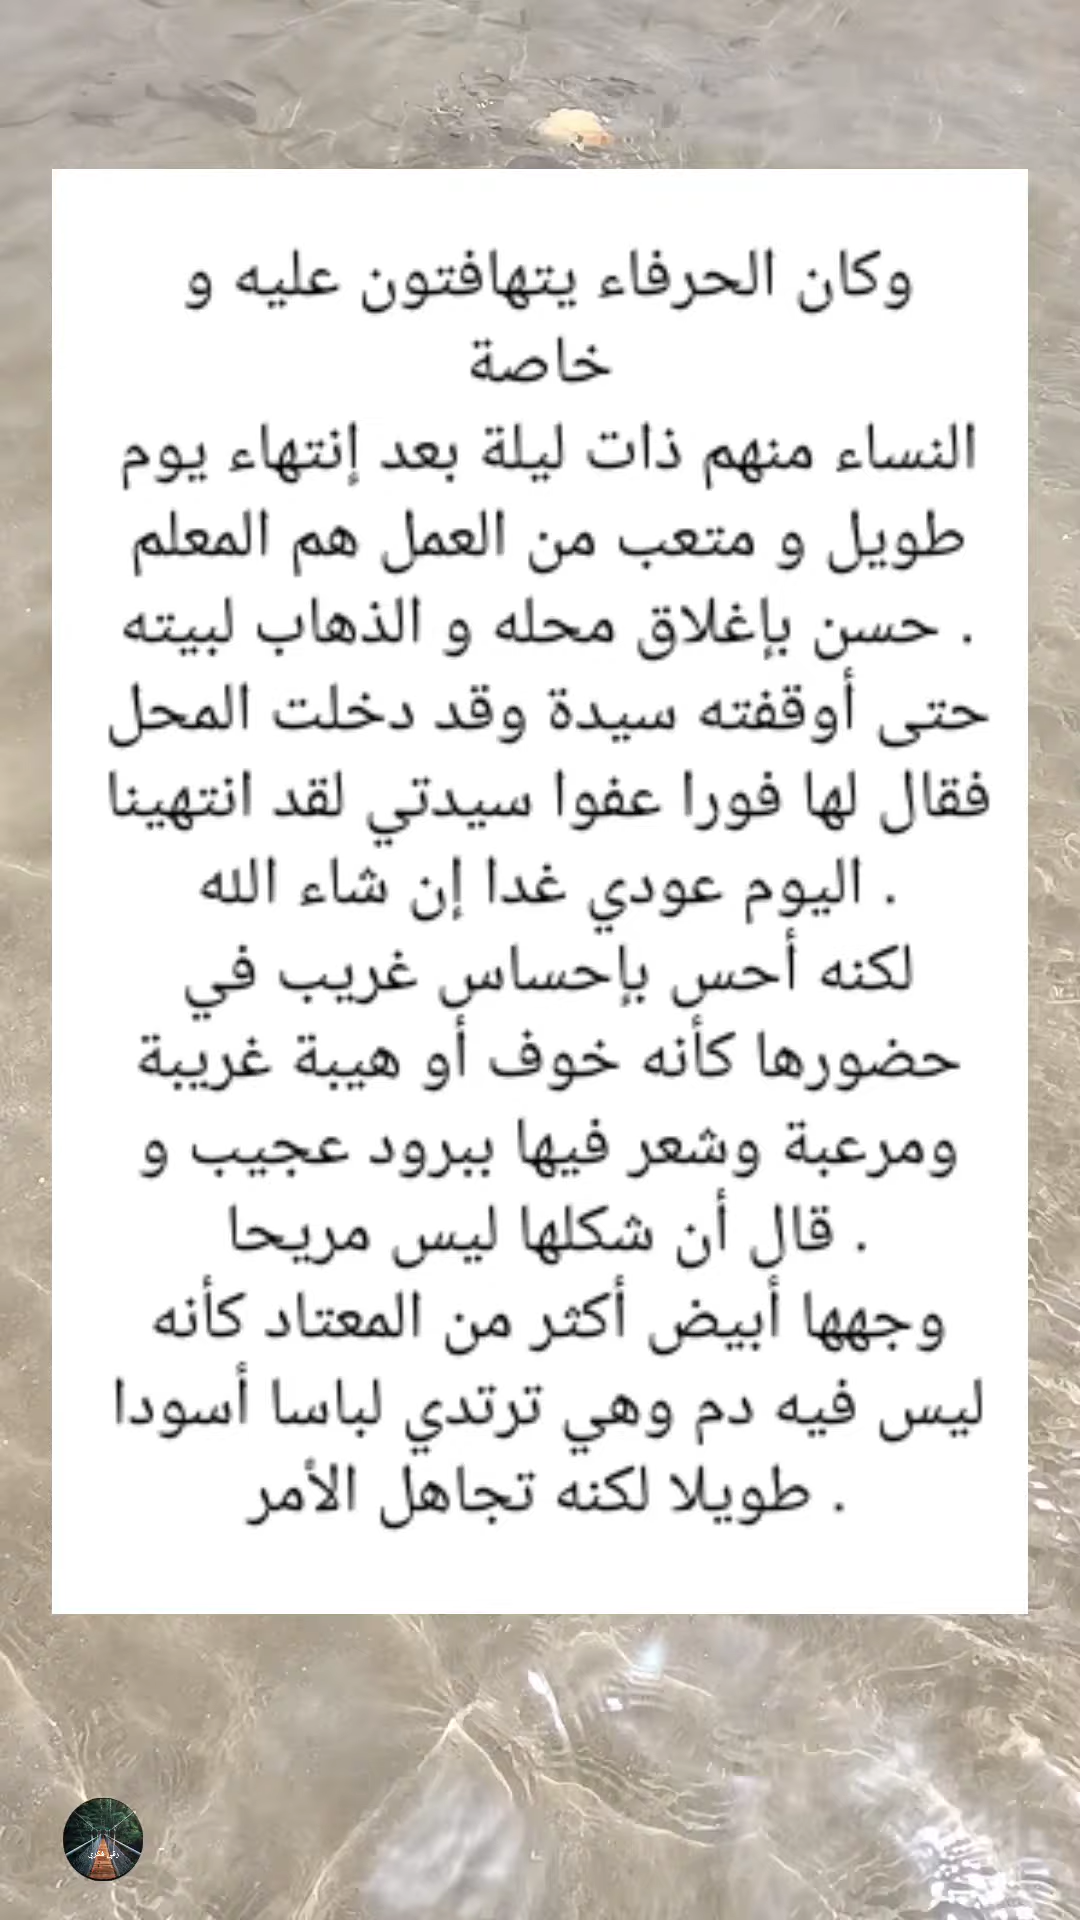 وكان الحرفاء يتهافتون عليه و
خاصة
النساء منهم ذات ليلة بعد إنتهاء يوم
طويل و متعب من العمل هم المعلم
حسن بإغلاق محله و الذهاب لبيته .
حتى أوقفته سيدة وقد دخلت المحل
فقال لها فورا عفوا سيدتي لقد انتهينا
اليوم عودي غدا إن شاء الله .
لكنه أحس بإحساس غريب في
حضورها كأنه خوف أو هيبة غريبة
ومرعبة وشعر فيها ببرود عجيب و
قال أن شكلها ليس مريحا .
وجهها أبيض أكثر من المعتاد كأنه
ليس فيه دم وهي ترتدي لباسا أسودا
طويلا لكنه تجاهل الأمر .